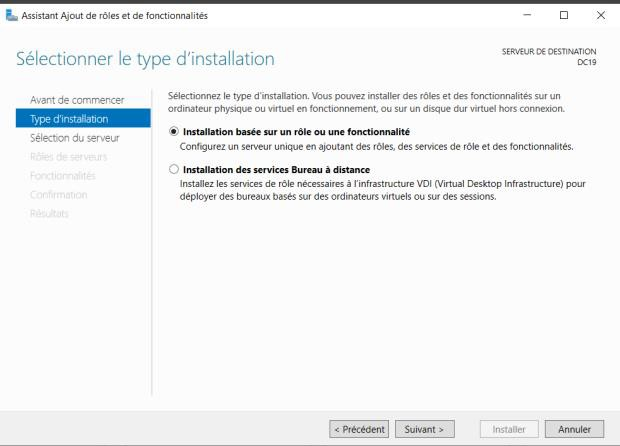 Assistant Ajout de rôles et de fonctionnalités
Sélectionner le type d'installation
SERVEUR DE DESTINATION
DC19
Avant de commencer
Type d'installation
Sélection du serveur
Rôles de serveurs
Fonctionnalités
Confirmation
Résultats
Sélectionnez le type d'installation. Vous pouvez installer des rôles et des fonctionnalités sur un
ordinateur physique ou virtuel en fonctionnement, ou sur un disque dur virtuel hors connexion.
Installation basée sur un rôle ou une fonctionnalité
Configurez un serveur unique en ajoutant des rôles, des services de rôle et des fonctionnalités.
Installation des services Bureau à distance
Installez les services de rôle nécessaires à l'infrastructure VDI (Virtual Desktop Infrastructure) pour
déployer des bureaux basés sur des ordinateurs virtuels ou sur des sessions.
< Précédent
Suivant >
Installer
Annuler